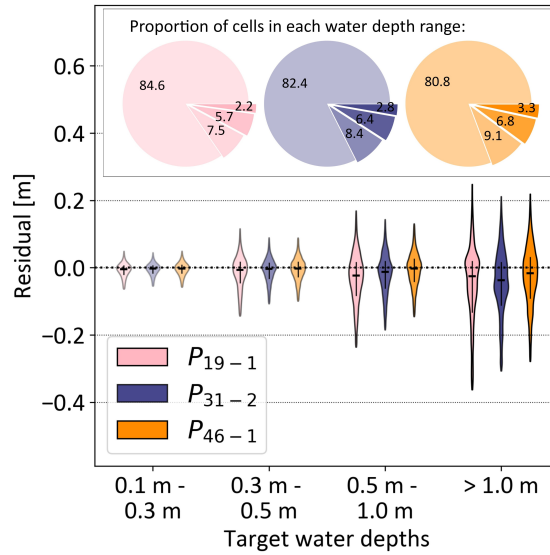 Proportion of cells in each water depth range:
84.6 2.2 5.7 7.5
82.4 2.8 6.4 8.4
80.8 3.3 6.8 9.1
Residual [m]
0.6
0.4
0.2
0.0
−0.2
−0.4
P19−1
P31−2
P46−1
0.1 m - 0.3 m - 0.5 m - > 1.0 m
0.3 m 0.5 m 1.0 m
Target water depths